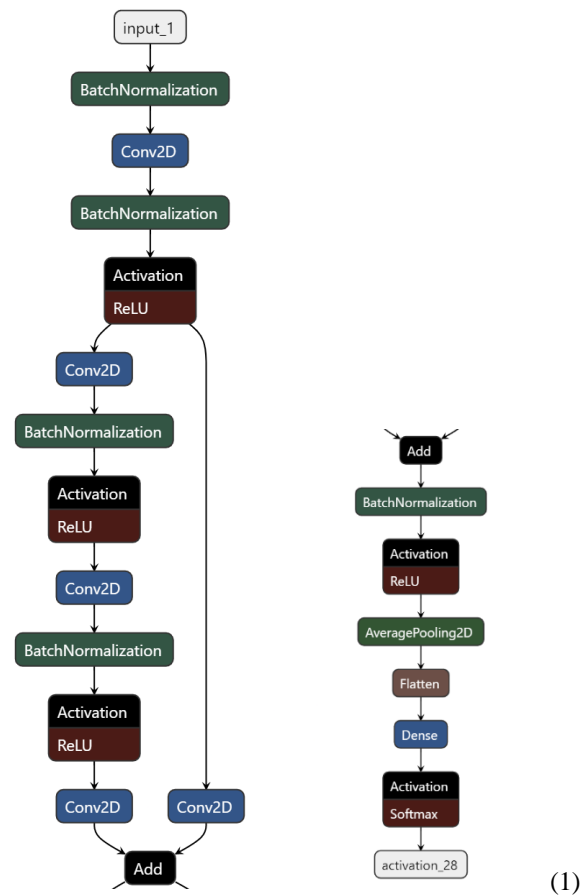 input_1
BatchNormalization
Conv2D
BatchNormalization
Activation
ReLU
Conv2D
BatchNormalization
Activation
ReLU
Conv2D
BatchNormalization
Activation
ReLU
Conv2D
Conv2D
Add
Add
BatchNormalization
Activation
ReLU
AveragePooling2D
Flatten
Dense
Activation
Softmax
activation_28
(1)